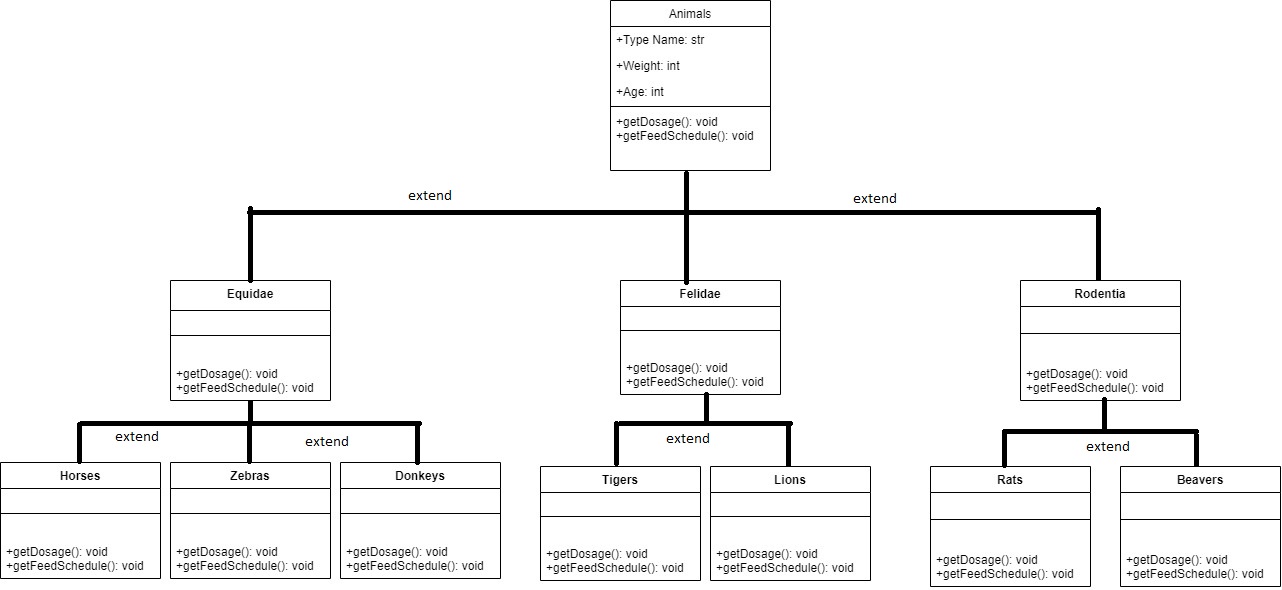 Animals
+Type Name: str
+Weight: int
+Age: int
+getDosage(): void
+getFeedSchedule(): void
extend
extend
Equidae
+getDosage(): void
+getFeedSchedule(): void
Felidae
+getDosage(): void
+getFeedSchedule(): void
Rodentia
+getDosage(): void
+getFeedSchedule(): void
extend
extend
extend
extend
Horses
+getDosage(): void
+getFeedSchedule(): void
Zebras
+getDosage(): void
+getFeedSchedule(): void
Donkeys
+getDosage(): void
+getFeedSchedule(): void
Tigers
+getDosage(): void
+getFeedSchedule(): void
Lions
+getDosage(): void
+getFeedSchedule(): void
Rats
+getDosage(): void
+getFeedSchedule(): void
Beavers
+getDosage(): void
+getFeedSchedule(): void